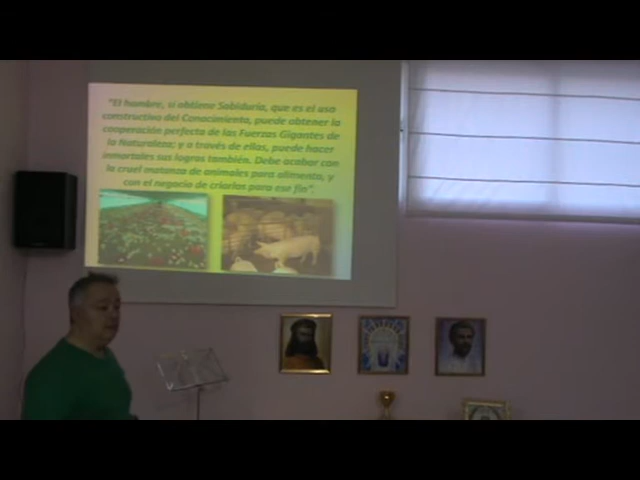 "El hombre, si obtiene Sabiduría, que es el uso
constructivo del Conocimiento, puede obtener la
cooperación perfecta de las Fuerzas Gigantes de
la Naturaleza; y a través de ellas, puede hacer
inmortales sus logros también. Debe acabar con
la cruel matanza de animales para alimento, y
con el negocio de criarlos para ese fin".